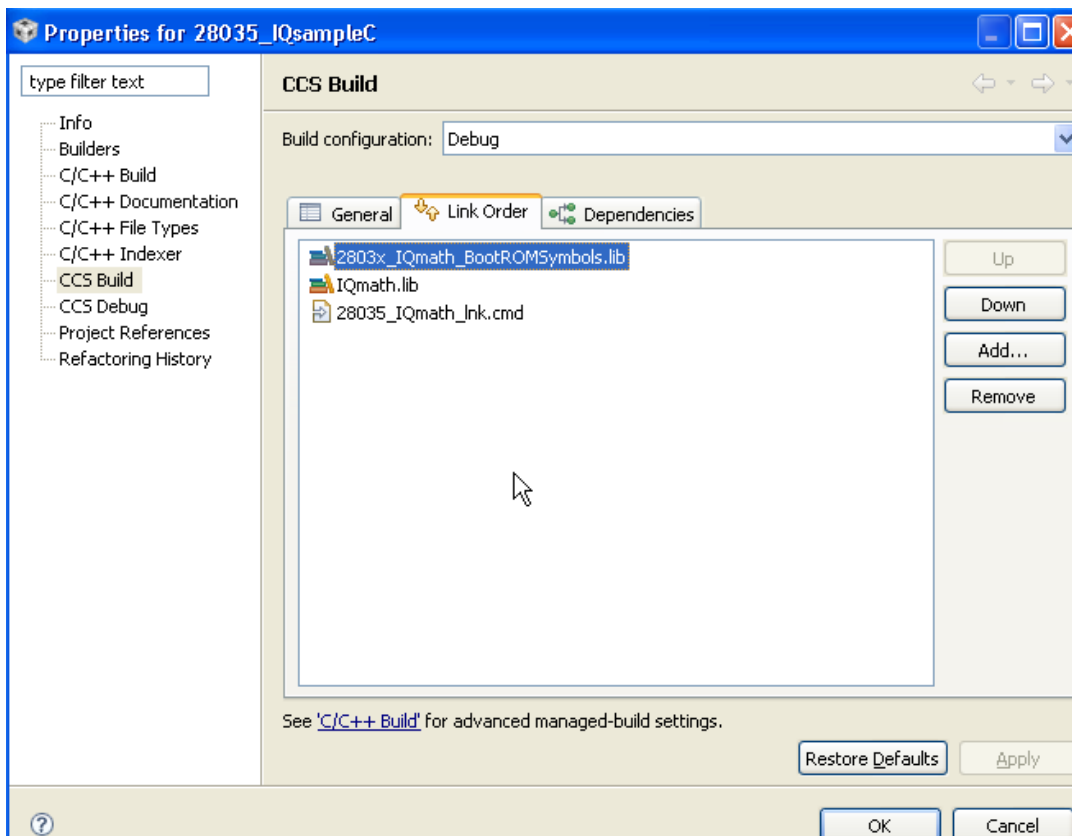 Properties for 28035_IQsampleC
type filter text
Info
Builders
C/C++ Build
C/C++ Documentation
C/C++ File Types
C/C++ Indexer
CCS Build
CCS Debug
Project References
Refactoring History
CCS Build
Build configuration: Debug
General Link Order Dependencies
2803x_IQmath_BootROMSymbols.lib
IQmath.lib
28035_IQmath_lnk.cmd
Up
Down
Add...
Remove
See 'C/C++ Build' for advanced managed-build settings.
Restore Defaults Apply
? OK Cancel